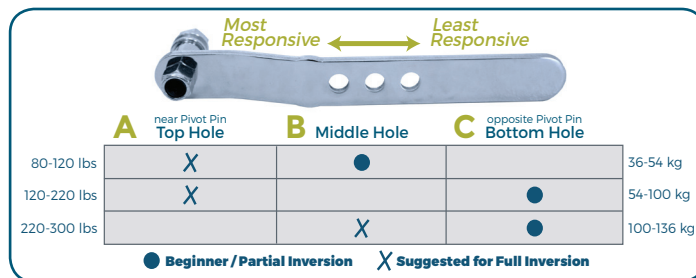 Most Responsive
Least Responsive
A near Pivot Pin Top Hole
B Middle Hole
C opposite Pivot Pin Bottom Hole
80-120 lbs X 36-54 kg
120-220 lbs X 54-100 kg
220-300 lbs X 100-136 kg
Beginner / Partial Inversion X Suggested for Full Inversion